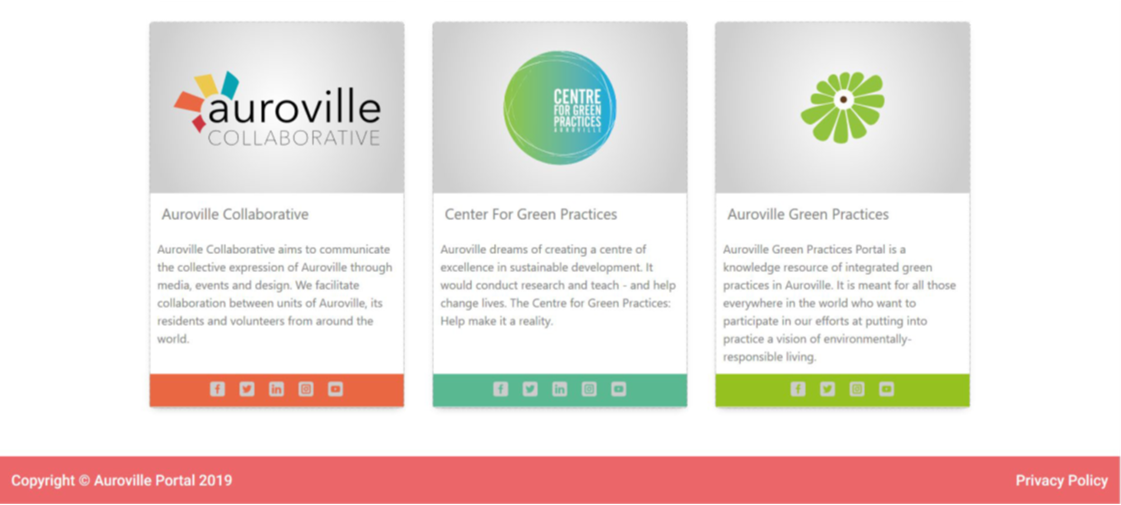 auroville
COLLABORATIVE
Auroville Collaborative
Auroville Collaborative aims to communicate
the collective expression of Auroville through
media, events and design. We facilitate
collaboration between units of Auroville, its
residents and volunteers from around the
world.
CENTRE
FOR GREEN
PRACTICES
AUROVILLE
Center For Green Practices
Auroville dreams of creating a centre of
excellence in sustainable development. It
would conduct research and teach - and help
change lives. The Centre for Green Practices:
Help make it a reality.
Auroville Green Practices
Auroville Green Practices Portal is a
knowledge resource of integrated green
practices in Auroville. It is meant for all those
everywhere in the world who want to
participate in our efforts at putting into
practice a vision of environmentally-
responsible living.
Copyright © Auroville Portal 2019
Privacy Policy